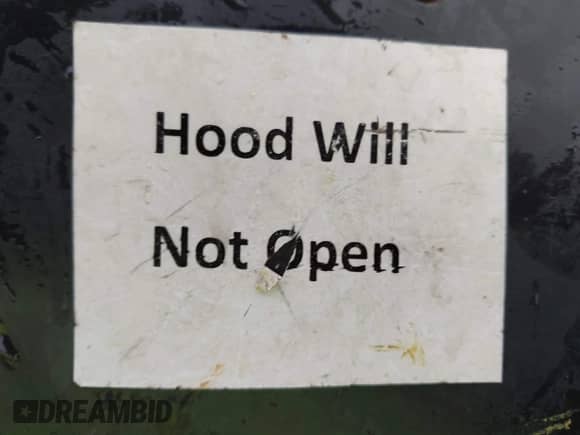 Hood Will
Not Open
DREAMBID